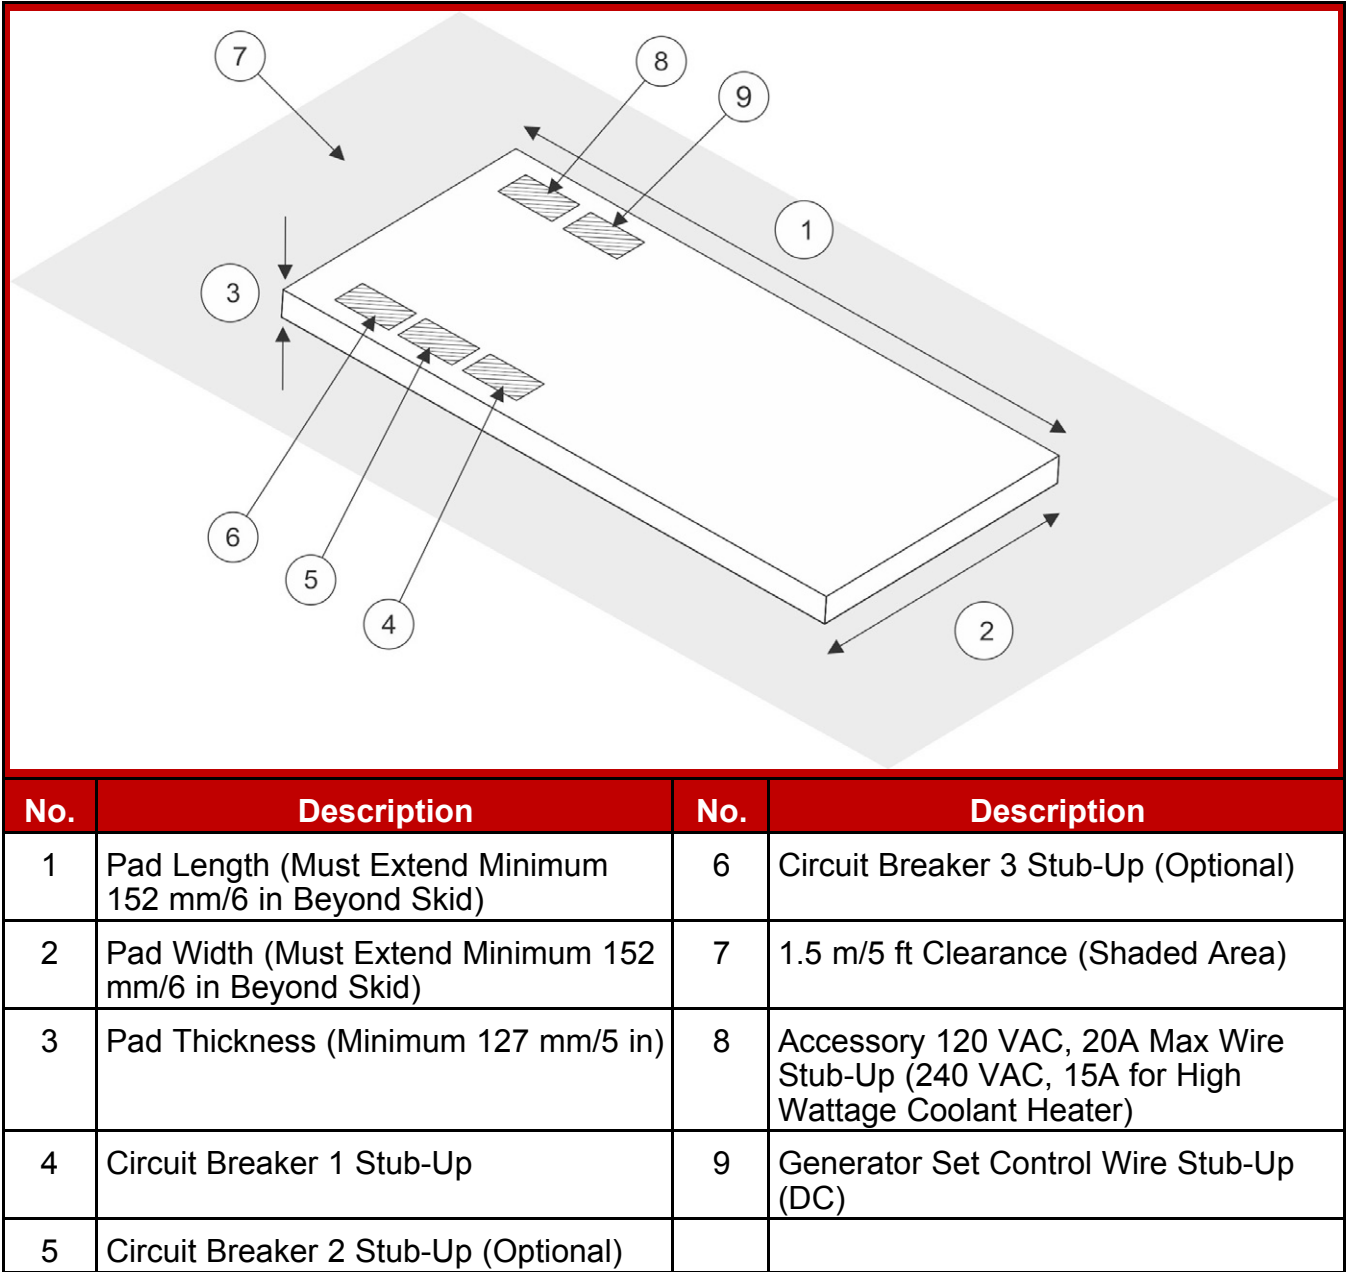 7
8
9
1
3
6
5
4
2
No. Description No. Description
1 Pad Length (Must Extend Minimum
152 mm/6 in Beyond Skid)
6 Circuit Breaker 3 Stub-Up (Optional)
2 Pad Width (Must Extend Minimum 152
mm/6 in Beyond Skid)
7 1.5 m/5 ft Clearance (Shaded Area)
3 Pad Thickness (Minimum 127 mm/5 in)
8 Accessory 120 VAC, 20A Max Wire
Stub-Up (240 VAC, 15A for High
Wattage Coolant Heater)
4 Circuit Breaker 1 Stub-Up
9 Generator Set Control Wire Stub-Up
(DC)
5 Circuit Breaker 2 Stub-Up (Optional)